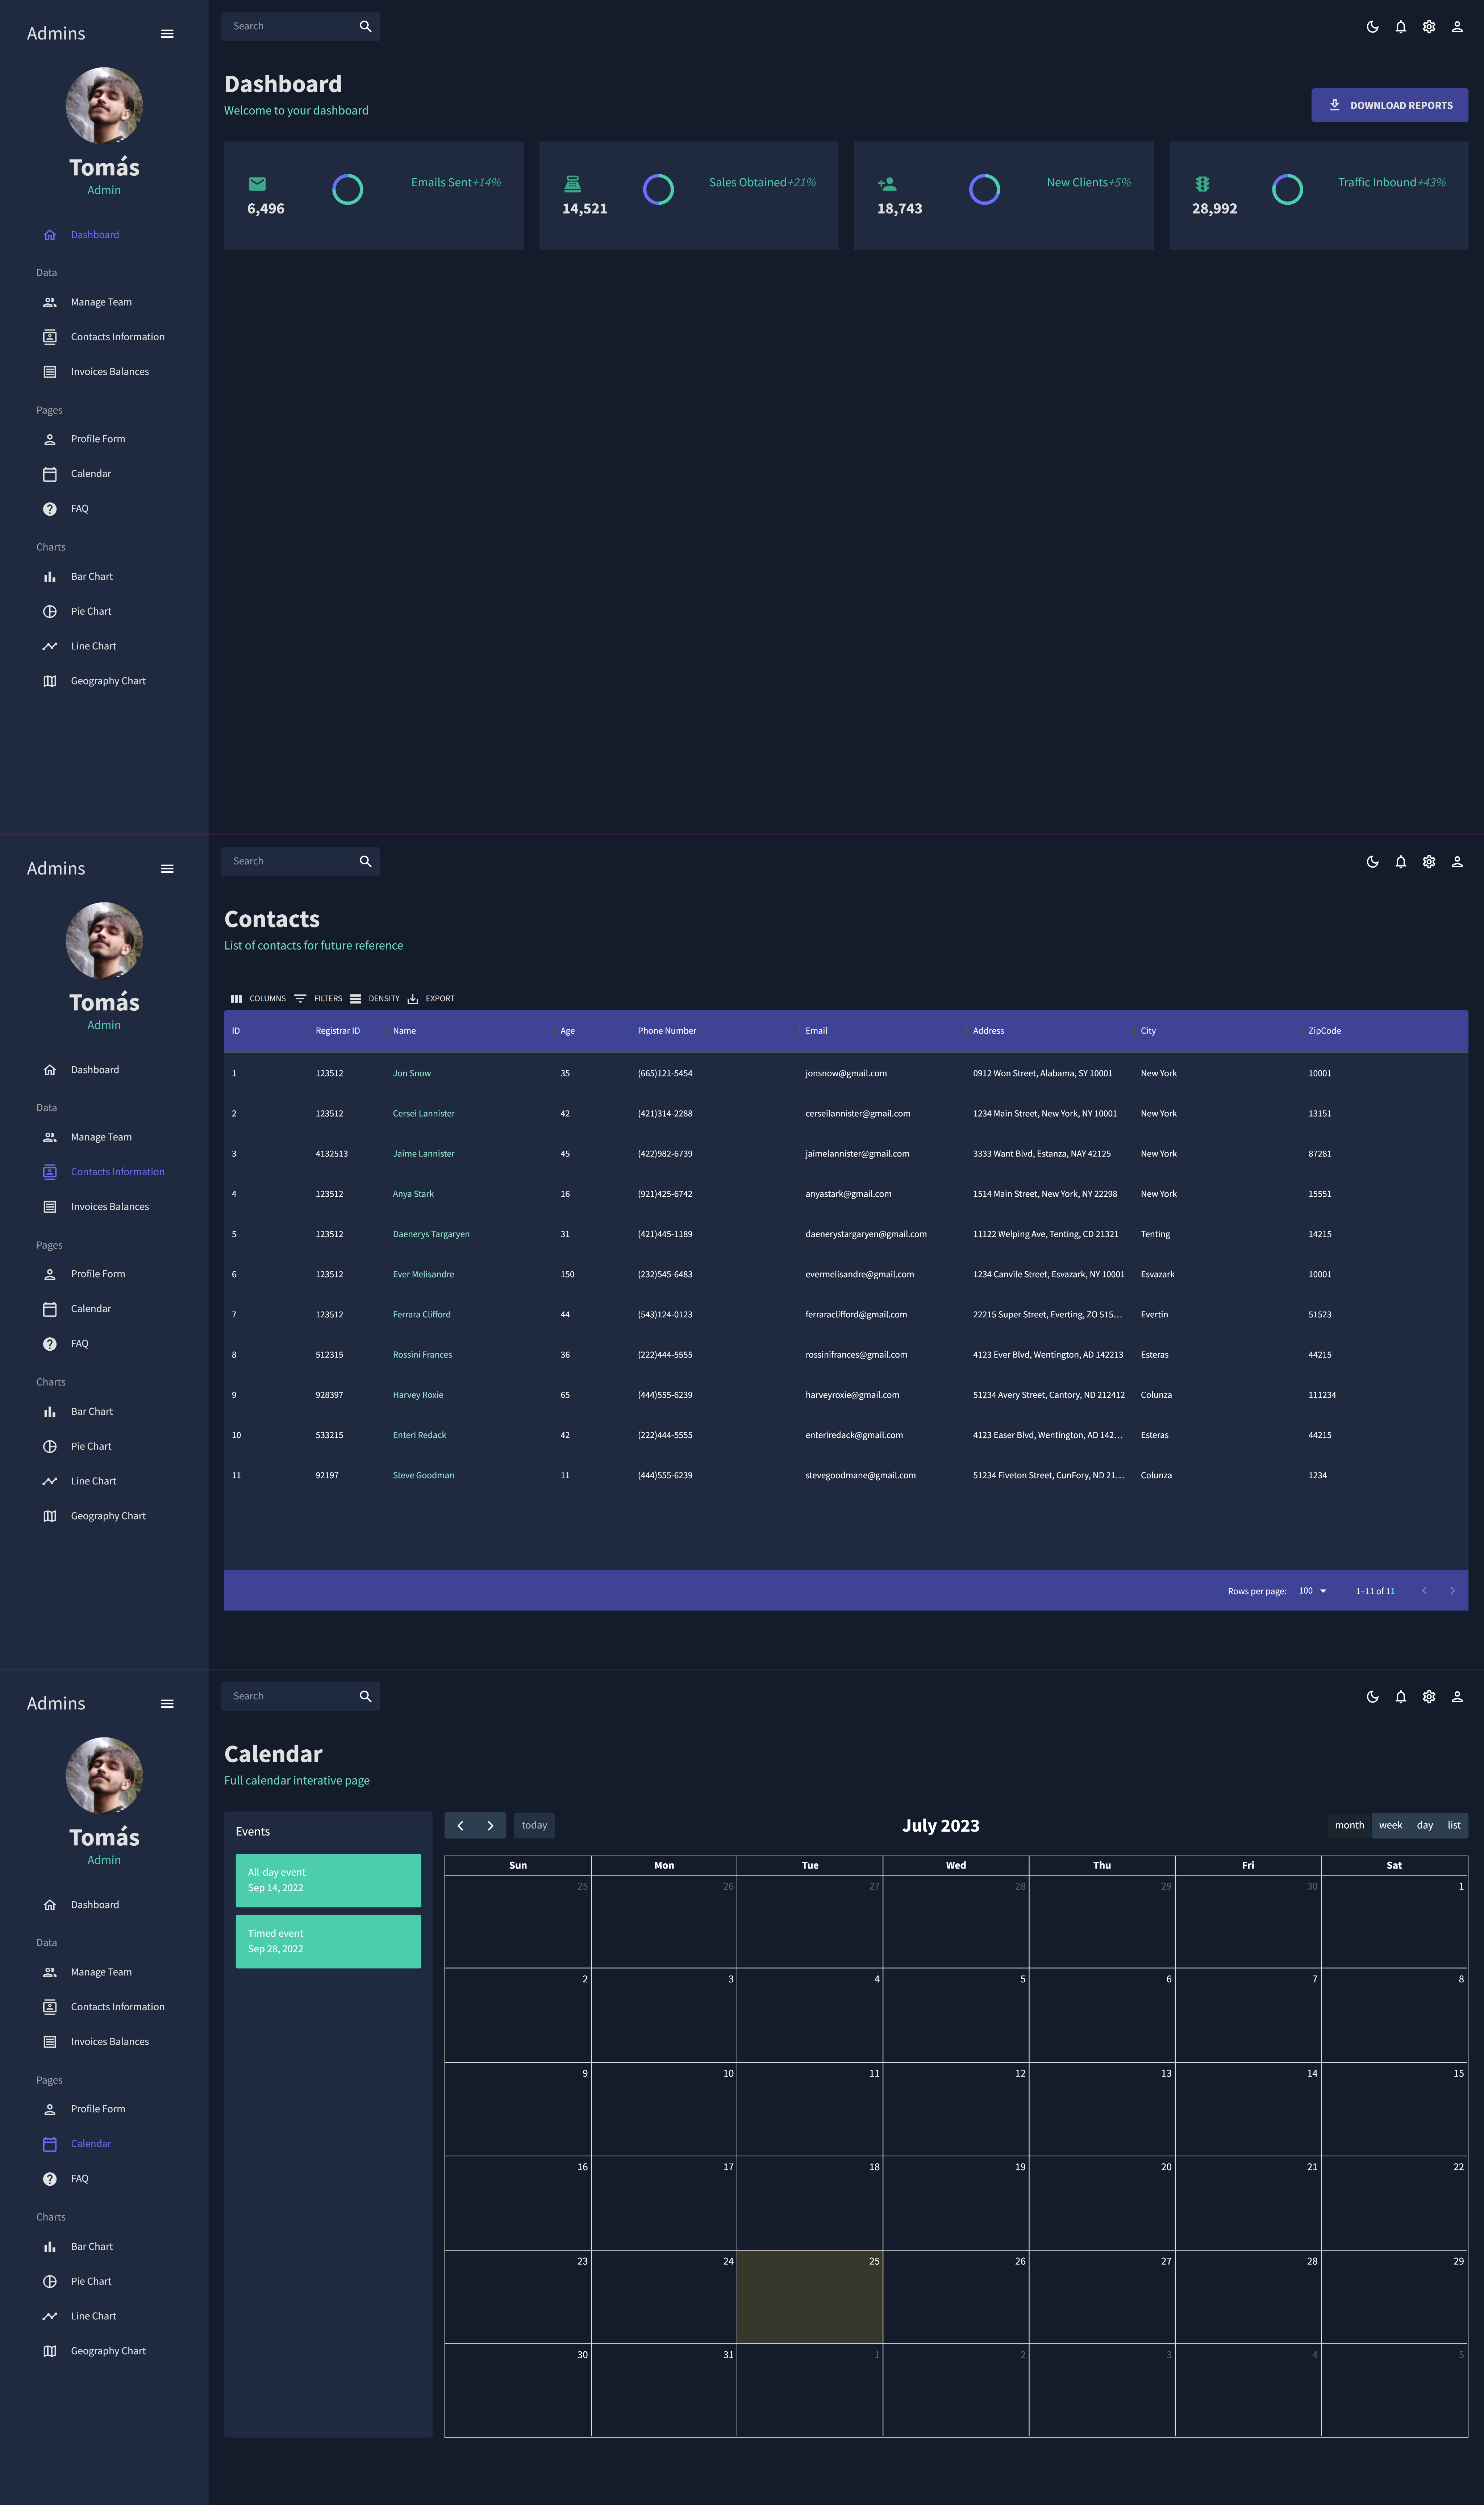 Admins
Tomás
Admin
Dashboard
Data
Manage Team
Contacts Information
Invoices Balances
Pages
Profile Form
Calendar
FAQ
Charts
Bar Chart
Pie Chart
Line Chart
Geography Chart
Search
Dashboard
Welcome to your dashboard
DOWNLOAD REPORTS
6,496
Emails Sent +14%
14,521
Sales Obtained +21%
18,743
New Clients +5%
28,992
Traffic Inbound +43%
Admins
Tomás
Admin
Dashboard
Data
Manage Team
Contacts Information
Invoices Balances
Pages
Profile Form
Calendar
FAQ
Charts
Bar Chart
Pie Chart
Line Chart
Geography Chart
Search
Contacts
List of contacts for future reference
COLUMNS FILTERS DENSITY EXPORT
ID Registrar ID Name Age Phone Number Email Address City ZipCode
1 123512 Jon Snow 35 (665)121-5454 jonsnow@gmail.com 0912 Won Street, Alabama, SY 10001 New York 10001
2 123512 Cersei Lannister 42 (421)314-2288 cerseilannister@gmail.com 1234 Main Street, New York, NY 10001 New York 13151
3 4132513 Jaime Lannister 45 (422)982-6739 jaimelannister@gmail.com 3333 Want Blvd, Estanza, NAY 42125 New York 87281
4 123512 Anya Stark 16 (921)425-6742 anyastark@gmail.com 1514 Main Street, New York, NY 22298 New York 15551
5 123512 Daenerys Targaryen 31 (421)445-1189 daenerystargaryen@gmail.com 11122 Welping Ave, Tenting, CD 21321 Tenting 14215
6 123512 Ever Melisandre 150 (232)545-6483 evermelisandre@gmail.com 1234 Canvile Street, Esvazark, NY 10001 Esvazark 10001
7 123512 Ferrara Clifford 44 (543)124-0123 ferraraclifford@gmail.com 22215 Super Street, Everting, ZO 515... Evertin 51523
8 512315 Rossini Frances 36 (222)444-5555 rossinifrances@gmail.com 4123 Ever Blvd, Wentington, AD 142213 Esteras 44215
9 928397 Harvey Roxie 65 (444)555-6239 harveyroxie@gmail.com 51234 Avery Street, Cantory, ND 212412 Colunza 111234
10 533215 Enteri Redack 42 (222)444-5555 enteriredack@gmail.com 4123 Easer Blvd, Wentington, AD 142... Esteras 44215
11 92197 Steve Goodman 11 (444)555-6239 stevegoodmane@gmail.com 51234 Fiveton Street, CunFory, ND 21... Colunza 1234
Rows per page: 100 1–11 of 11
Admins
Tomás
Admin
Dashboard
Data
Manage Team
Contacts Information
Invoices Balances
Pages
Profile Form
Calendar
FAQ
Charts
Bar Chart
Pie Chart
Line Chart
Geography Chart
Search
Calendar
Full calendar interative page
Events
All-day event
Sep 14, 2022
Timed event
Sep 28, 2022
today
July 2023
month week day list
Sun Mon Tue Wed Thu Fri Sat
25 26 27 28 29 30 1
2 3 4 5 6 7 8
9 10 11 12 13 14 15
16 17 18 19 20 21 22
23 24 25 26 27 28 29
30 31 1 2 3 4 5